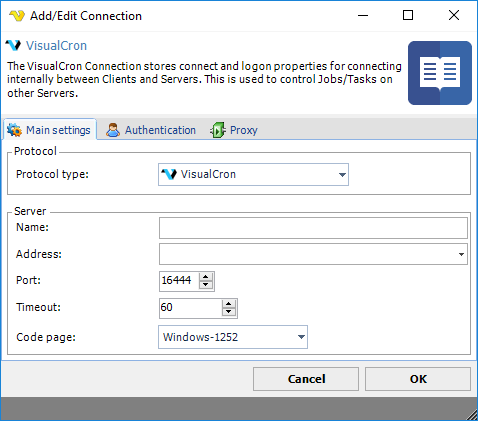 Add/Edit Connection
VisualCron
The VisualCron Connection stores connect and logon properties for connecting
internally between Clients and Servers. This is used to control Jobs/Tasks on
other Servers.
Main settings Authentication Proxy
Protocol
Protocol type: VisualCron
Server
Name:
Address:
Port: 16444
Timeout: 60
Code page: Windows-1252
Cancel OK